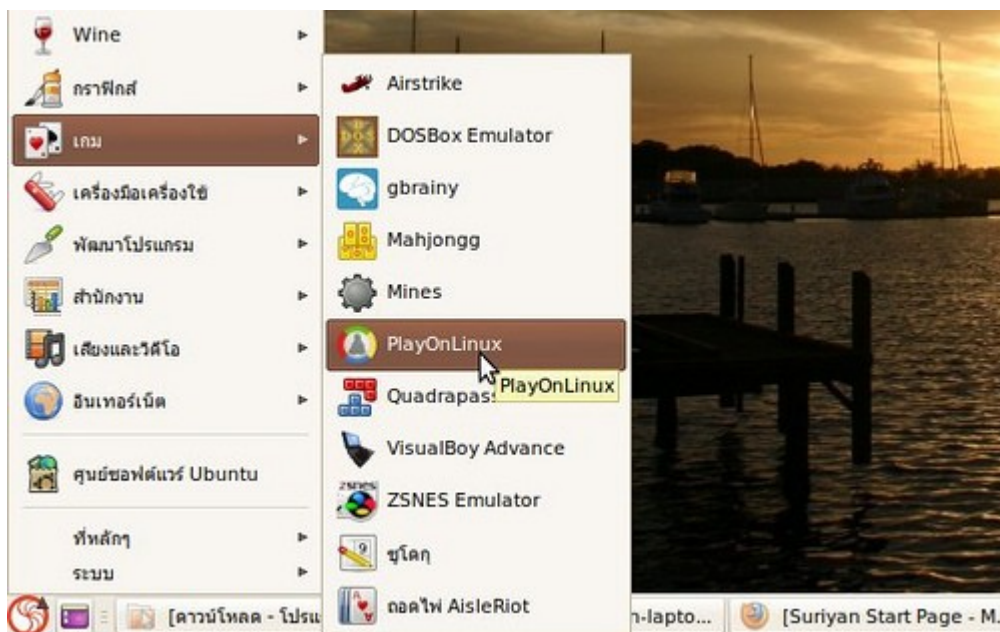 Wine
กราฟิกส์
เกม
เครื่องมือเครื่องใช้
พัฒนาโปรแกรม
สำนักงาน
เสียงและวิดีโอ
อินเทอร์เน็ต
ศูนย์ซอฟต์แวร์ Ubuntu
ที่หลักๆ
ระบบ
Airstrike
DOSBox Emulator
gbrainy
Mahjongg
Mines
PlayOnLinux
PlayOnLinux
Quadrapass
VisualBoy Advance
ZSNES Emulator
ซูโดกุ
ถอดไพ่ AisleRiot
[ดาวน์โหลด - โปรแ
n-lapto...
[Suriyan Start Page - M.